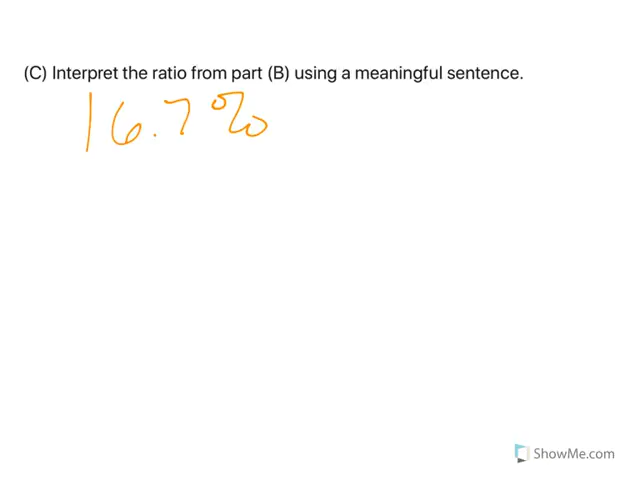 (C) Interpret the ratio from part (B) using a meaningful sentence.
16.7%
ShowMe.com